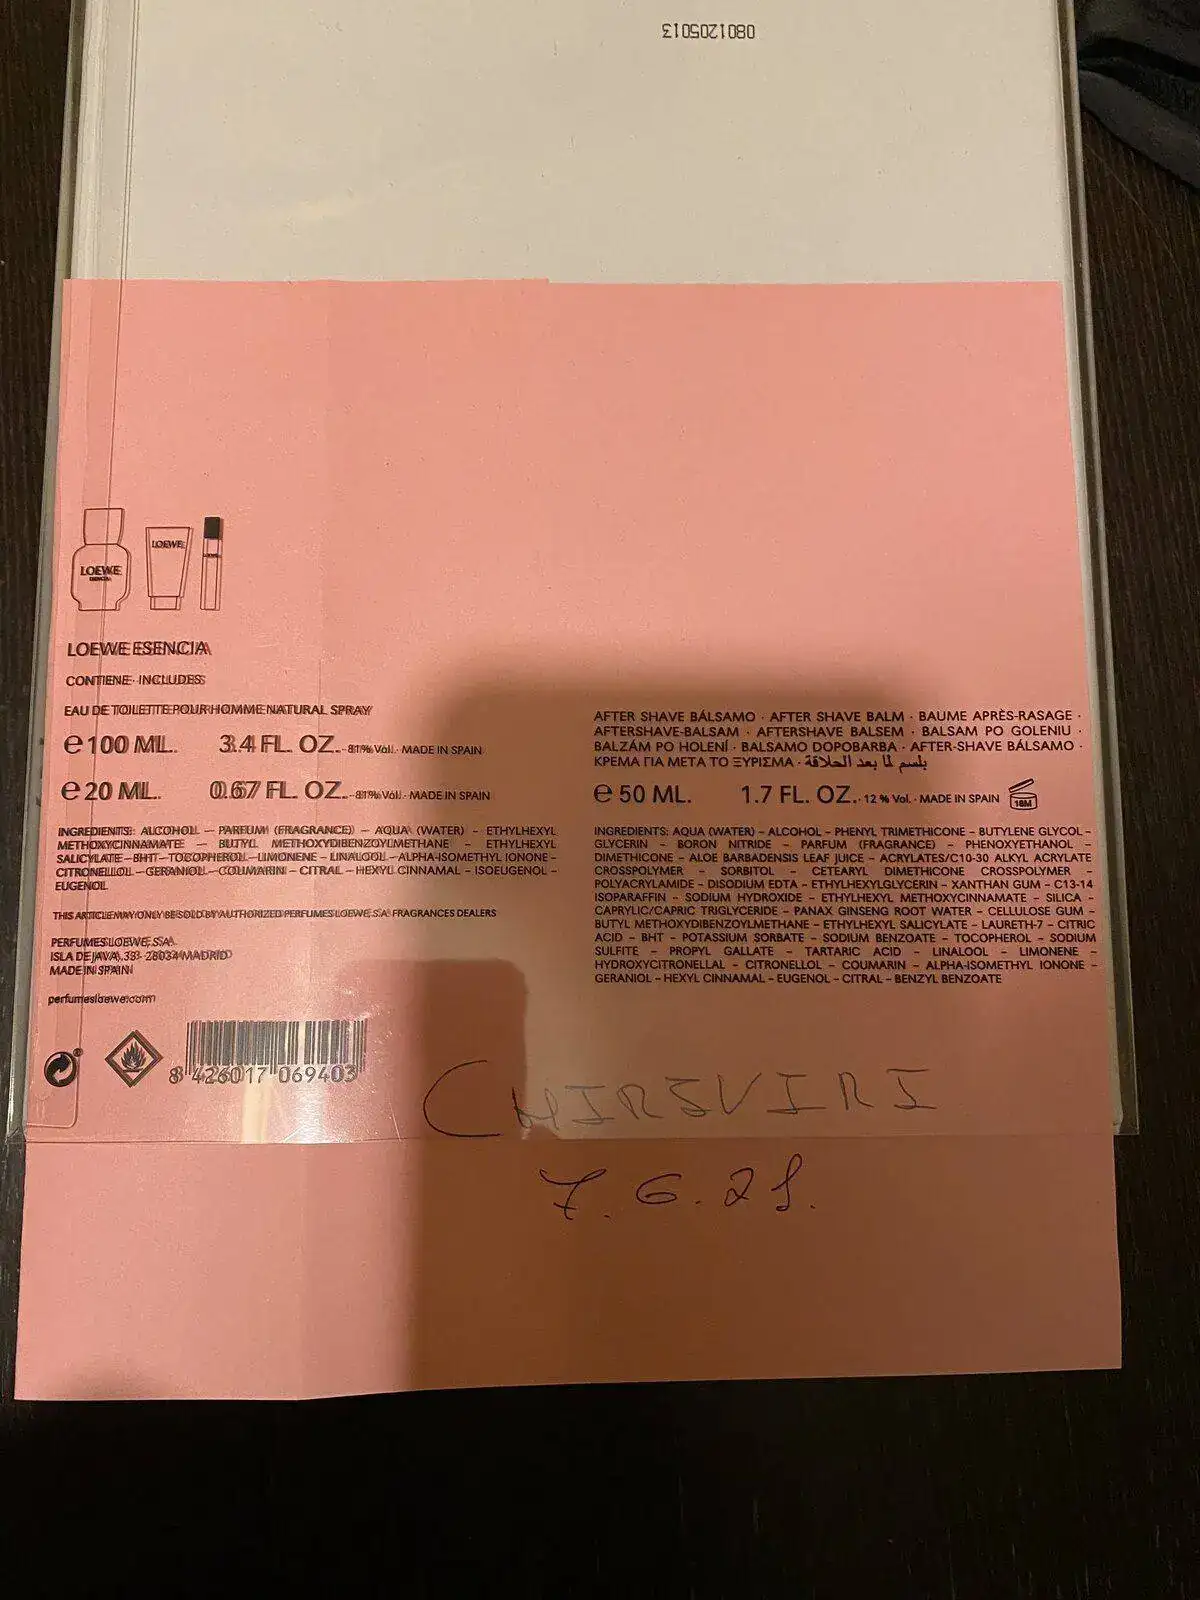 0801205013
LOEWE
ESENCIA
LOEWE
LOEWE
LOEWE ESENCIA
CONTIENE · INCLUDES
EAU DE TOILETTE POUR HOMME NATURAL SPRAY
e 100 ML. 3.4 FL. OZ. · 81% Vol. · MADE IN SPAIN
e 20 ML. 0.67 FL. OZ. · 81% Vol. · MADE IN SPAIN
INGREDIENTS: ALCOHOL – PARFUM (FRAGRANCE) – AQUA (WATER) – ETHYLHEXYL
METHOXYCINNAMATE – BUTYL METHOXYDIBENZOYLMETHANE – ETHYLHEXYL
SALICYLATE – BHT – TOCOPHEROL – LIMONENE – LINALOOL – ALPHA-ISOMETHYL IONONE –
CITRONELLOL – GERANIOL – COUMARIN – CITRAL – HEXYL CINNAMAL – ISOEUGENOL –
EUGENOL
THIS ARTICLE MAY ONLY BE SOLD BY AUTHORIZED PERFUMES LOEWE, S.A. FRAGRANCES DEALERS
PERFUMES LOEWE, S.A.
ISLA DE JAVA, 33 - 28034 MADRID
MADE IN SPAIN
perfumesloewe.com
8 426017 069403
AFTER SHAVE BÁLSAMO · AFTER SHAVE BALM · BAUME APRÈS-RASAGE ·
AFTERSHAVE-BALSAM · AFTERSHAVE BALSEM · BALSAM PO GOLENIU ·
BALZÁM PO HOLENÍ · BALSAMO DOPOBARBA · AFTER-SHAVE BÁLSAMO ·
ΚΡΕΜΑ ΓΙΑ ΜΕΤΑ ΤΟ ΞΥΡΙΣΜΑ · بلسم لما بعد الحلاقة
e 50 ML. 1.7 FL. OZ. · 12 % Vol. · MADE IN SPAIN 18M
INGREDIENTS: AQUA (WATER) – ALCOHOL – PHENYL TRIMETHICONE – BUTYLENE GLYCOL –
GLYCERIN – BORON NITRIDE – PARFUM (FRAGRANCE) – PHENOXYETHANOL –
DIMETHICONE – ALOE BARBADENSIS LEAF JUICE – ACRYLATES/C10-30 ALKYL ACRYLATE
CROSSPOLYMER – SORBITOL – CETEARYL DIMETHICONE CROSSPOLYMER –
POLYACRYLAMIDE – DISODIUM EDTA – ETHYLHEXYLGLYCERIN – XANTHAN GUM – C13-14
ISOPARAFFIN – SODIUM HYDROXIDE – ETHYLHEXYL METHOXYCINNAMATE – SILICA –
CAPRYLIC/CAPRIC TRIGLYCERIDE – PANAX GINSENG ROOT WATER – CELLULOSE GUM –
BUTYL METHOXYDIBENZOYLMETHANE – ETHYLHEXYL SALICYLATE – LAURETH-7 – CITRIC
ACID – BHT – POTASSIUM SORBATE – SODIUM BENZOATE – TOCOPHEROL – SODIUM
SULFITE – PROPYL GALLATE – TARTARIC ACID – LINALOOL – LIMONENE –
HYDROXYCITRONELLAL – CITRONELLOL – COUMARIN – ALPHA-ISOMETHYL IONONE –
GERANIOL – HEXYL CINNAMAL – EUGENOL – CITRAL – BENZYL BENZOATE
CHIRSVIRI
7.6.21.